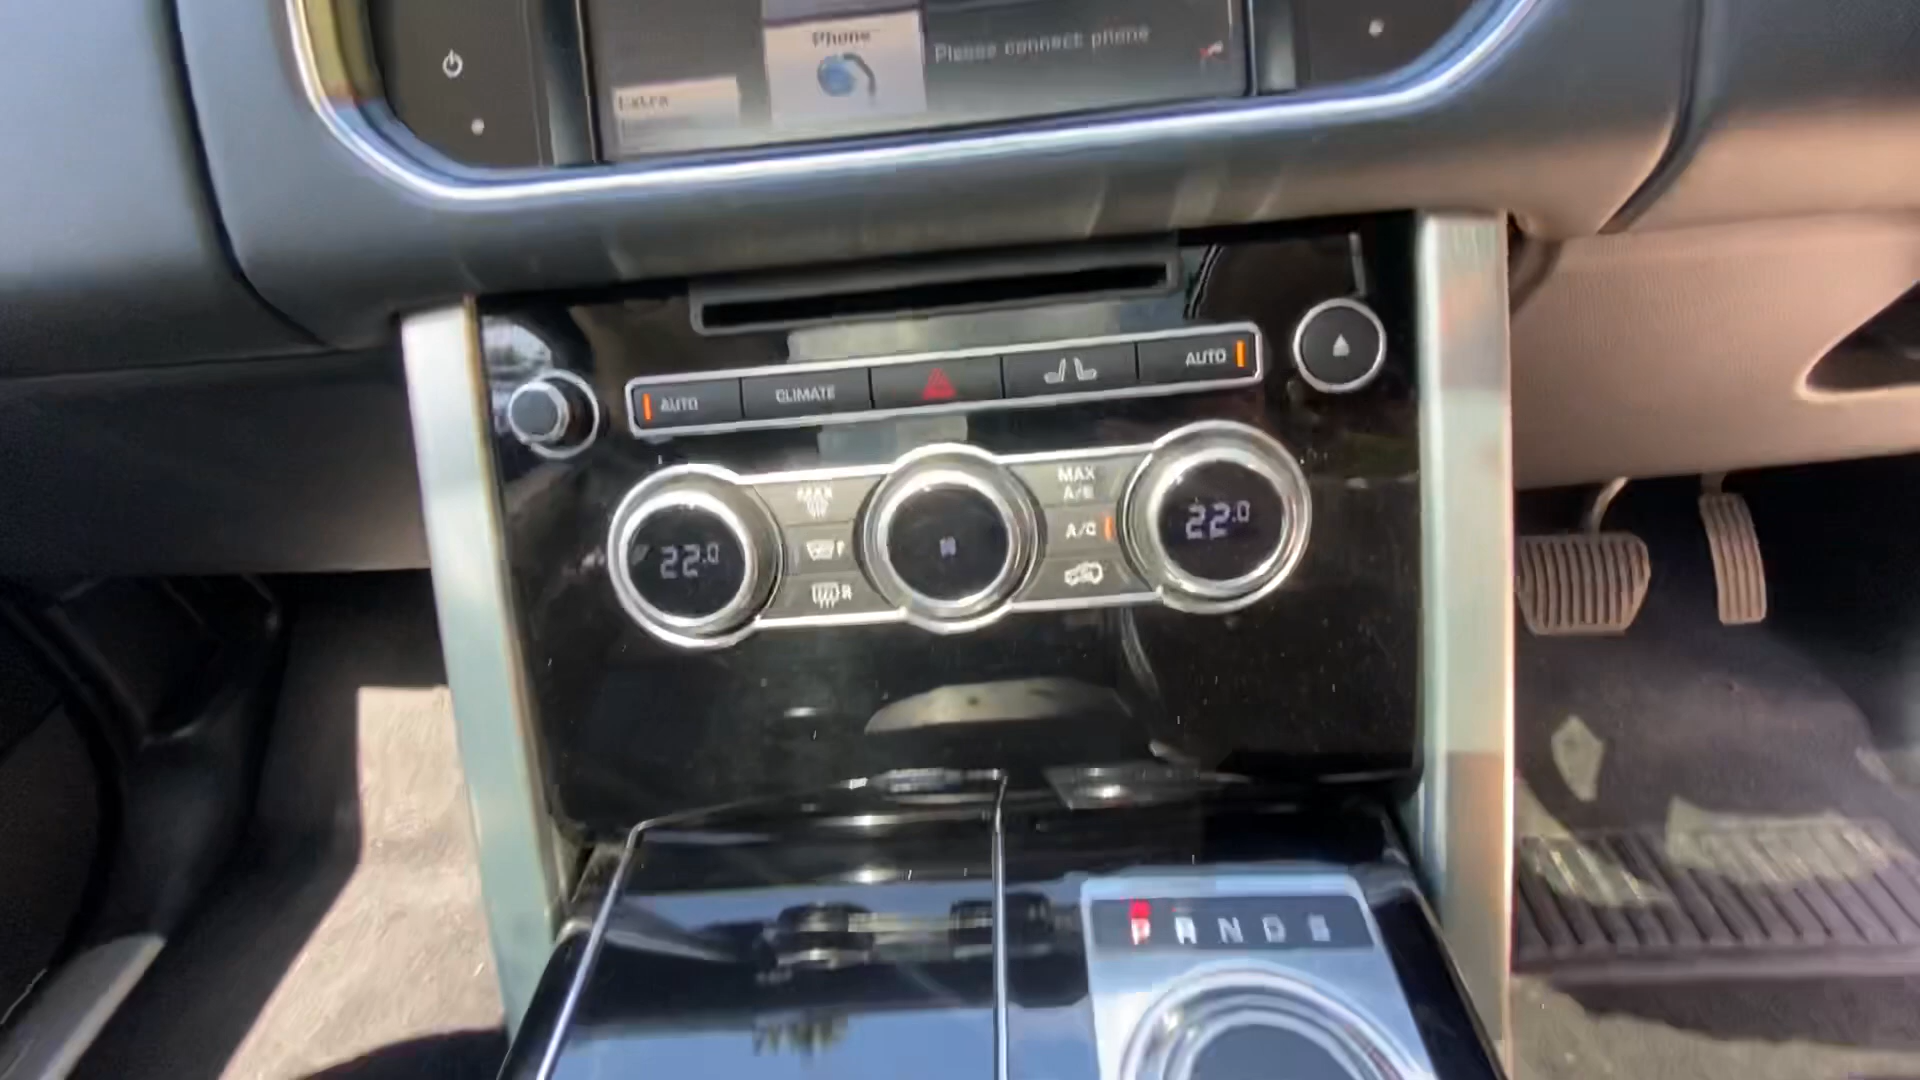 Phone
Please connect phone
Extra
AUTO
CLIMATE
AUTO
MAX
MAX
A/C
22.0
F
A/C
22.0
R
P R N D S